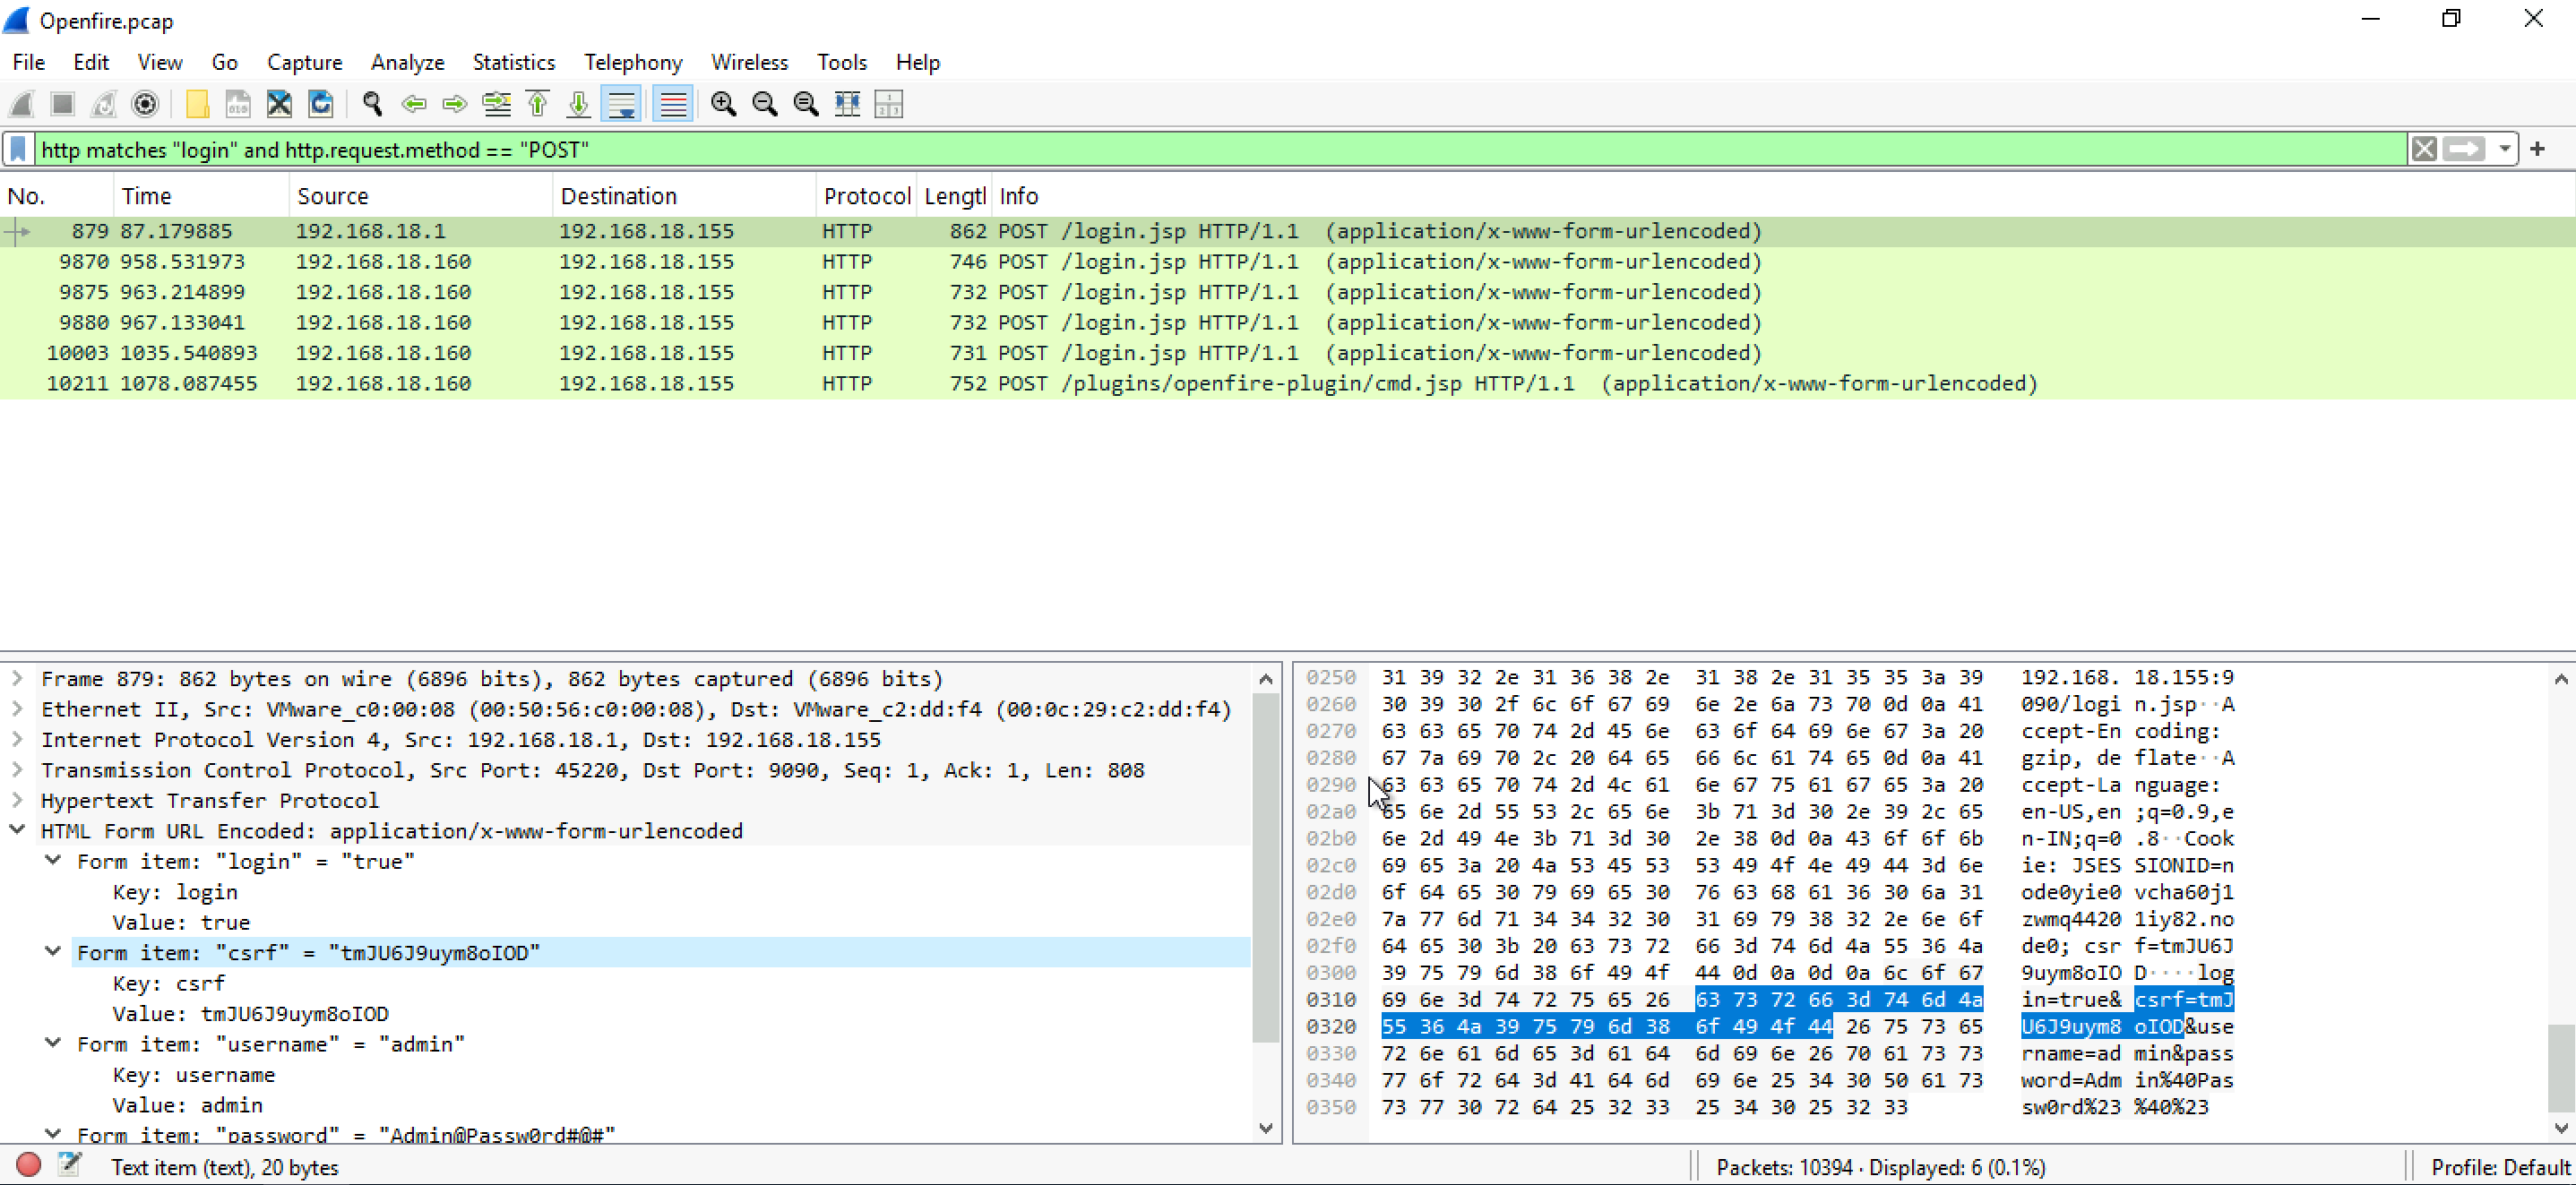 Openfire.pcap
File Edit View Go Capture Analyze Statistics Telephony Wireless Tools Help
http matches "login" and http.request.method == "POST"
No. Time Source Destination Protocol Lengtl Info
879 87.179885 192.168.18.1 192.168.18.155 HTTP 862 POST /login.jsp HTTP/1.1 (application/x-www-form-urlencoded)
9870 958.531973 192.168.18.160 192.168.18.155 HTTP 746 POST /login.jsp HTTP/1.1 (application/x-www-form-urlencoded)
9875 963.214899 192.168.18.160 192.168.18.155 HTTP 732 POST /login.jsp HTTP/1.1 (application/x-www-form-urlencoded)
9880 967.133041 192.168.18.160 192.168.18.155 HTTP 732 POST /login.jsp HTTP/1.1 (application/x-www-form-urlencoded)
10003 1035.540893 192.168.18.160 192.168.18.155 HTTP 731 POST /login.jsp HTTP/1.1 (application/x-www-form-urlencoded)
10211 1078.087455 192.168.18.160 192.168.18.155 HTTP 752 POST /plugins/openfire-plugin/cmd.jsp HTTP/1.1 (application/x-www-form-urlencoded)
Frame 879: 862 bytes on wire (6896 bits), 862 bytes captured (6896 bits)
Ethernet II, Src: VMware_c0:00:08 (00:50:56:c0:00:08), Dst: VMware_c2:dd:f4 (00:0c:29:c2:dd:f4)
Internet Protocol Version 4, Src: 192.168.18.1, Dst: 192.168.18.155
Transmission Control Protocol, Src Port: 45220, Dst Port: 9090, Seq: 1, Ack: 1, Len: 808
Hypertext Transfer Protocol
HTML Form URL Encoded: application/x-www-form-urlencoded
Form item: "login" = "true"
Key: login
Value: true
Form item: "csrf" = "tmJU6J9uym8oIOD"
Key: csrf
Value: tmJU6J9uym8oIOD
Form item: "username" = "admin"
Key: username
Value: admin
Form item: "password" = "Admin@Passw0rd#@#"
0250 31 39 32 2e 31 36 38 2e 31 38 2e 31 35 35 3a 39 192.168. 18.155:9
0260 30 39 30 2f 6c 6f 67 69 6e 2e 6a 73 70 0d 0a 41 090/logi n.jsp··A
0270 63 63 65 70 74 2d 45 6e 63 6f 64 69 6e 67 3a 20 ccept-En coding:
0280 67 7a 69 70 2c 20 64 65 66 6c 61 74 65 0d 0a 41 gzip, de flate··A
0290 63 63 65 70 74 2d 4c 61 6e 67 75 61 67 65 3a 20 ccept-La nguage:
02a0 65 6e 2d 55 53 2c 65 6e 3b 71 3d 30 2e 39 2c 65 en-US,en ;q=0.9,e
02b0 6e 2d 49 4e 3b 71 3d 30 2e 38 0d 0a 43 6f 6f 6b n-IN;q=0 .8··Cook
02c0 69 65 3a 20 4a 53 45 53 53 49 4f 4e 49 44 3d 6e ie: JSES SIONID=n
02d0 6f 64 65 30 79 69 65 30 76 63 68 61 36 30 6a 31 ode0yie0 vcha60j1
02e0 7a 77 6d 71 34 34 32 30 31 69 79 38 32 2e 6e 6f zwmq4420 1iy82.no
02f0 64 65 30 3b 20 63 73 72 66 3d 74 6d 4a 55 36 4a de0; csr f=tmJU6J
0300 39 75 79 6d 38 6f 49 4f 44 0d 0a 0d 0a 6c 6f 67 9uym8oIO D····log
0310 69 6e 3d 74 72 75 65 26 63 73 72 66 3d 74 6d 4a in=true& csrf=tmJ
0320 55 36 4a 39 75 79 6d 38 6f 49 4f 44 26 75 73 65 U6J9uym8 oIOD&use
0330 72 6e 61 6d 65 3d 61 64 6d 69 6e 26 70 61 73 73 rname=ad min&pass
0340 77 6f 72 64 3d 41 64 6d 69 6e 25 34 30 50 61 73 word=Adm in%40Pas
0350 73 77 30 72 64 25 32 33 25 34 30 25 32 33 sw0rd%23 %40%23
Text item (text), 20 bytes
Packets: 10394 · Displayed: 6 (0.1%)
Profile: Default